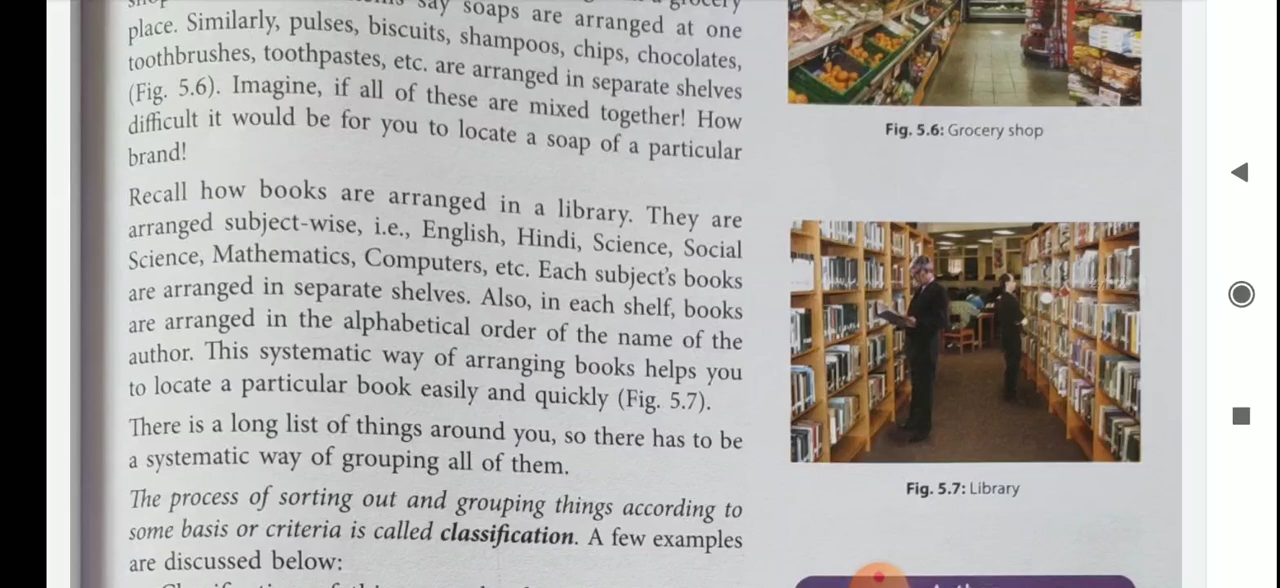 say soaps are arranged at one
place. Similarly, pulses, biscuits, shampoos, chips, chocolates,
toothbrushes, toothpastes, etc. are arranged in separate shelves
(Fig. 5.6). Imagine, if all of these are mixed together! How
difficult it would be for you to locate a soap of a particular
brand!
Fig. 5.6: Grocery shop
Recall how books are arranged in a library. They are
arranged subject-wise, i.e., English, Hindi, Science, Social
Science, Mathematics, Computers, etc. Each subject's books
are arranged in separate shelves. Also, in each shelf, books
are arranged in the alphabetical order of the name of the
author. This systematic way of arranging books helps you
to locate a particular book easily and quickly (Fig. 5.7).
There is a long list of things around you, so there has to be
a systematic way of grouping all of them.
Fig. 5.7: Library
The process of sorting out and grouping things according to
some basis or criteria is called classification. A few examples
are discussed below: